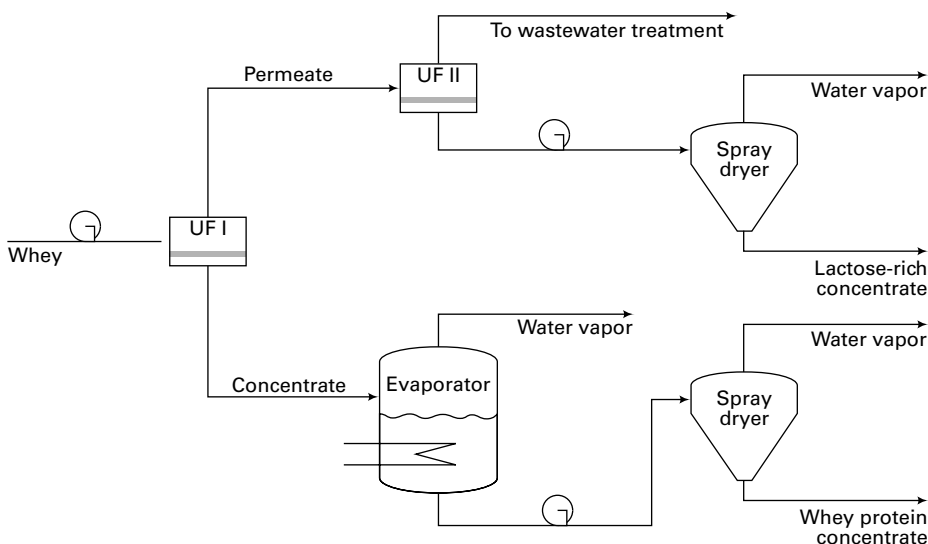 To wastewater treatment
UF II
Permeate
Water vapor
Spray
dryer
UF I
Whey
Lactose-rich
concentrate
Water vapor
Water vapor
Concentrate
Evaporator
Spray
dryer
Whey protein
concentrate